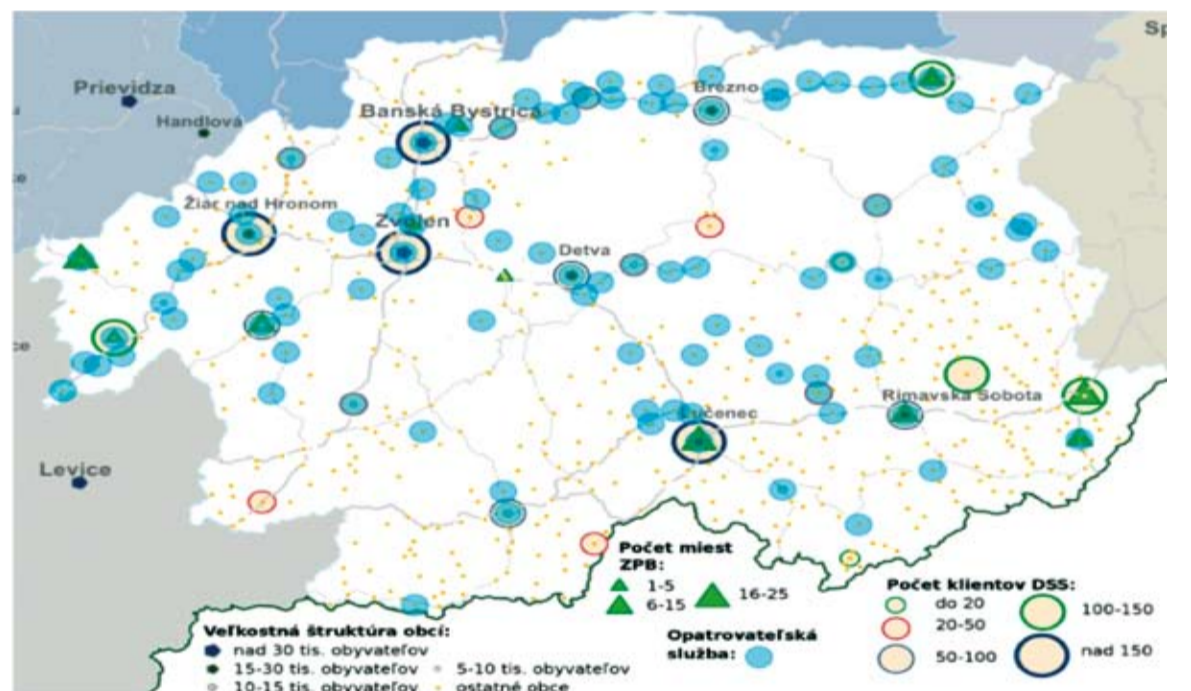 Sp
Prievidza
Brezno
Banská Bystrica
Handlová
Žiar nad Hronom
Zvolen
Detva
Rimavská Sobota
Lučenec
Levice
Počet miest
ZPB:
1-5
6-15
16-25
Opatrovateľská
služba:
Počet klientov DSS:
do 20
20-50
50-100
100-150
nad 150
Veľkostná štruktúra obcí:
nad 30 tis. obyvateľov
15-30 tis. obyvateľov
5-10 tis. obyvateľov
10-15 tis. obyvateľov
ostatné obce